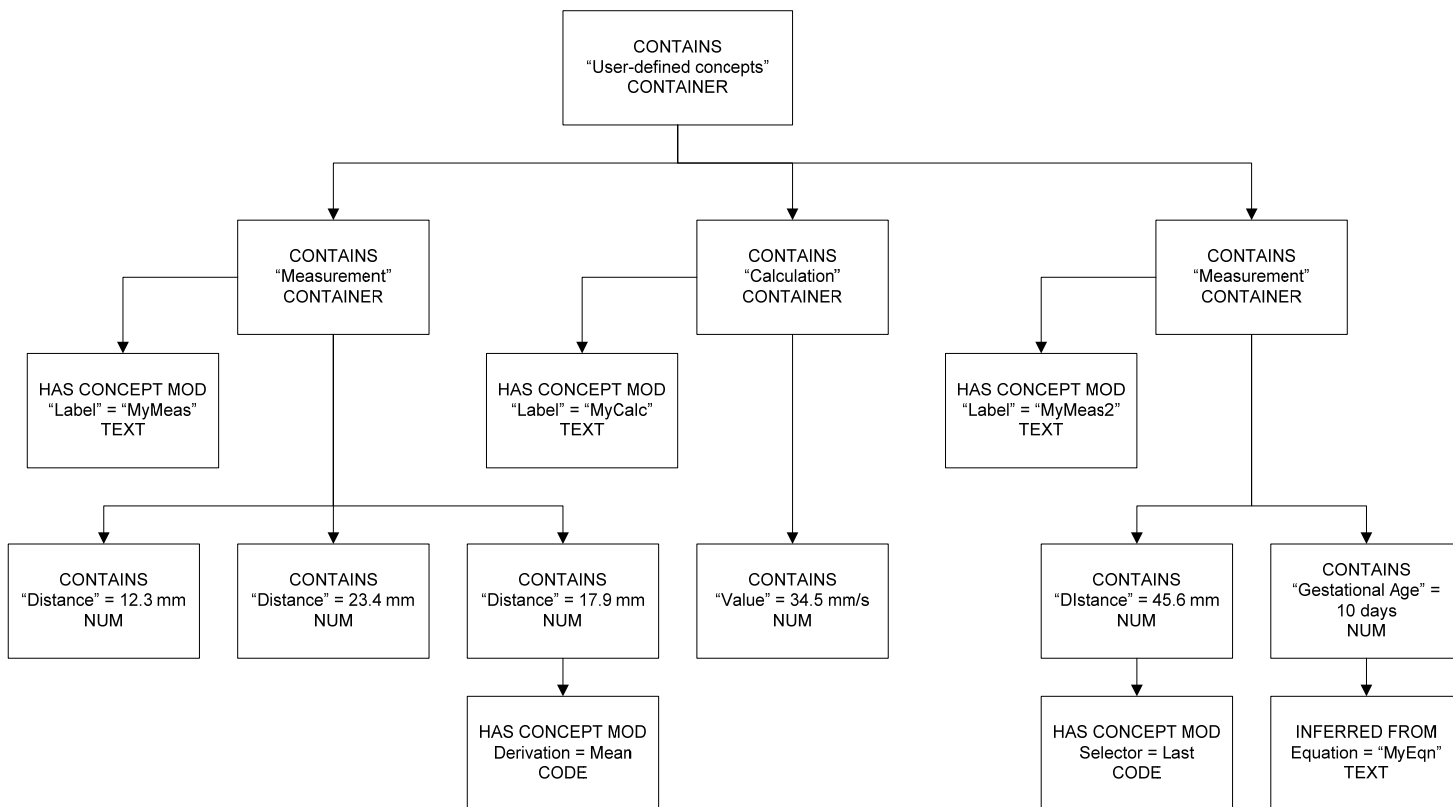 CONTAINS
“User-defined concepts”
CONTAINER
CONTAINS
“Measurement”
CONTAINER
CONTAINS
“Calculation”
CONTAINER
CONTAINS
“Measurement”
CONTAINER
HAS CONCEPT MOD
“Label” = “MyMeas”
TEXT
HAS CONCEPT MOD
“Label” = “MyCalc”
TEXT
HAS CONCEPT MOD
“Label” = “MyMeas2”
TEXT
CONTAINS
“Distance” = 12.3 mm
NUM
CONTAINS
“Distance” = 23.4 mm
NUM
CONTAINS
“Distance” = 17.9 mm
NUM
CONTAINS
“Value” = 34.5 mm/s
NUM
CONTAINS
“DIstance” = 45.6 mm
NUM
CONTAINS
“Gestational Age” =
10 days
NUM
HAS CONCEPT MOD
Derivation = Mean
CODE
HAS CONCEPT MOD
Selector = Last
CODE
INFERRED FROM
Equation = “MyEqn”
TEXT